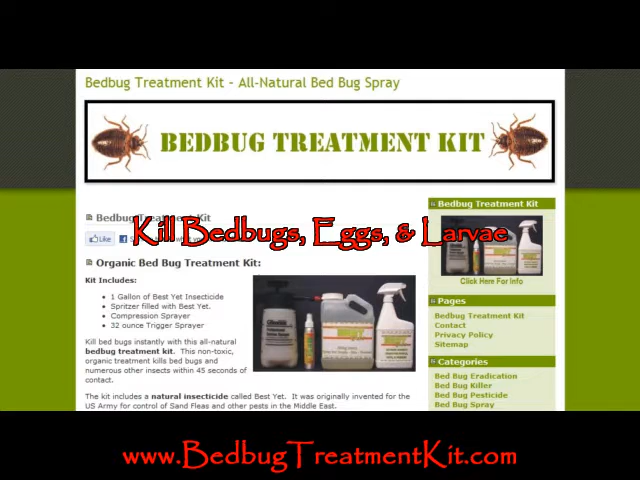 Bedbug Treatment Kit – All-Natural Bed Bug Spray
BEDBUG TREATMENT KIT
Bedbug Treatment Kit
Kill Bedbugs, Eggs, & Larvae
Like
Organic Bed Bug Treatment Kit:
Kit Includes:
• 1 Gallon of Best Yet Insecticide
• Spritzer filled with Best Yet.
• Compression Sprayer
• 32 ounce Trigger Sprayer
Kill bed bugs instantly with this all-natural
bedbug treatment kit. This non-toxic,
organic treatment kills bed bugs and
numerous other insects within 45 seconds of
contact.
The kit includes a natural insecticide called Best Yet. It was originally invented for the
US Army for control of Sand Fleas and other pests in the Middle East.
Bedbug Treatment Kit
Click Here For Info
Pages
Bedbug Treatment Kit
Contact
Privacy Policy
Sitemap
Categories
Bed Bug Eradication
Bed Bug Killer
Bed Bug Pesticide
Bed Bug Spray
www.BedbugTreatmentKit.com